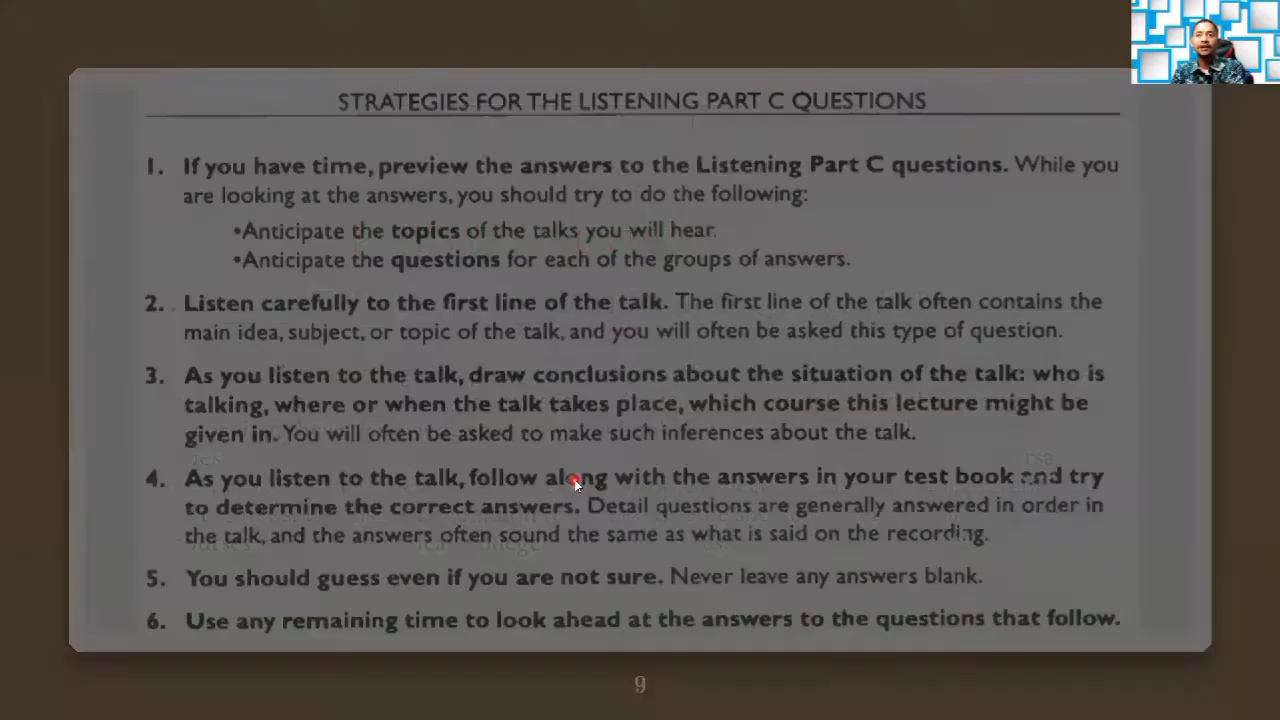 STRATEGIES FOR THE LISTENING PART C QUESTIONS
1. If you have time, preview the answers to the Listening Part C questions. While you
are looking at the answers, you should try to do the following:
•Anticipate the topics of the talks you will hear.
•Anticipate the questions for each of the groups of answers.
2. Listen carefully to the first line of the talk. The first line of the talk often contains the
main idea, subject, or topic of the talk, and you will often be asked this type of question.
3. As you listen to the talk, draw conclusions about the situation of the talk: who is
talking, where or when the talk takes place, which course this lecture might be
given in. You will often be asked to make such inferences about the talk.
4. As you listen to the talk, follow along with the answers in your test book and try
to determine the correct answers. Detail questions are generally answered in order in
the talk, and the answers often sound the same as what is said on the recording.
5. You should guess even if you are not sure. Never leave any answers blank.
6. Use any remaining time to look ahead at the answers to the questions that follow.
9